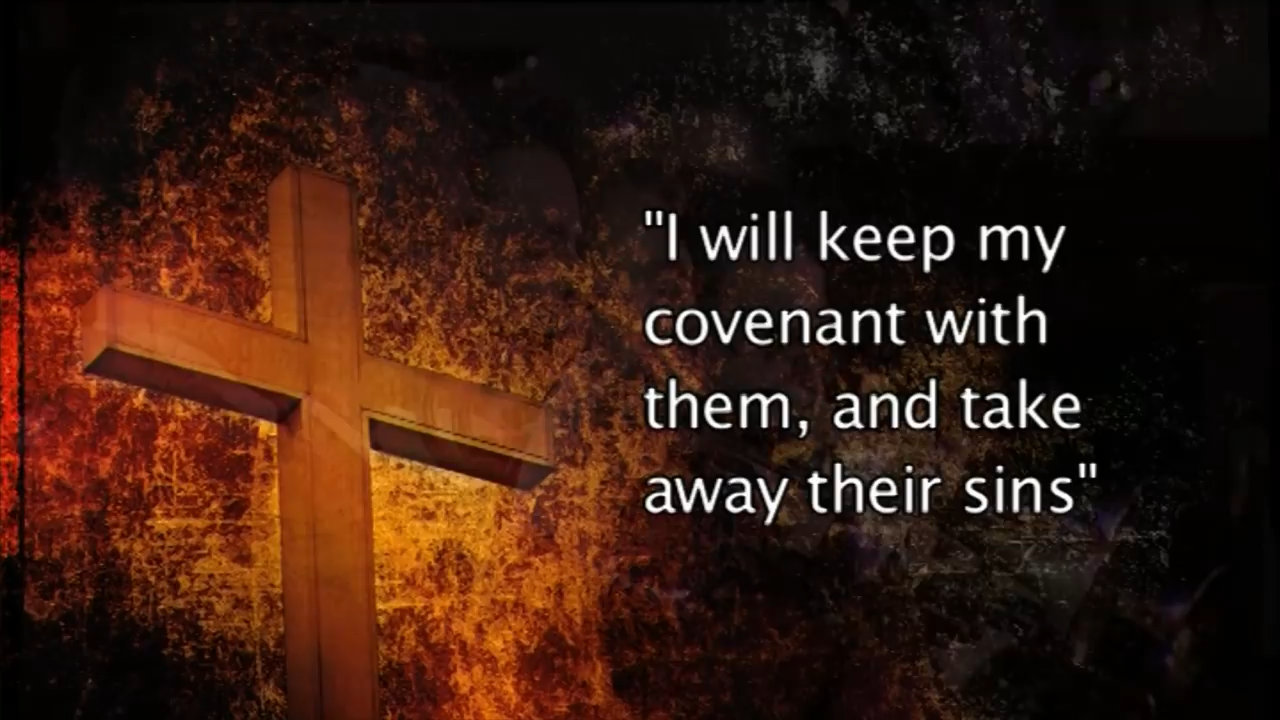 "I will keep my
covenant with
them, and take
away their sins"